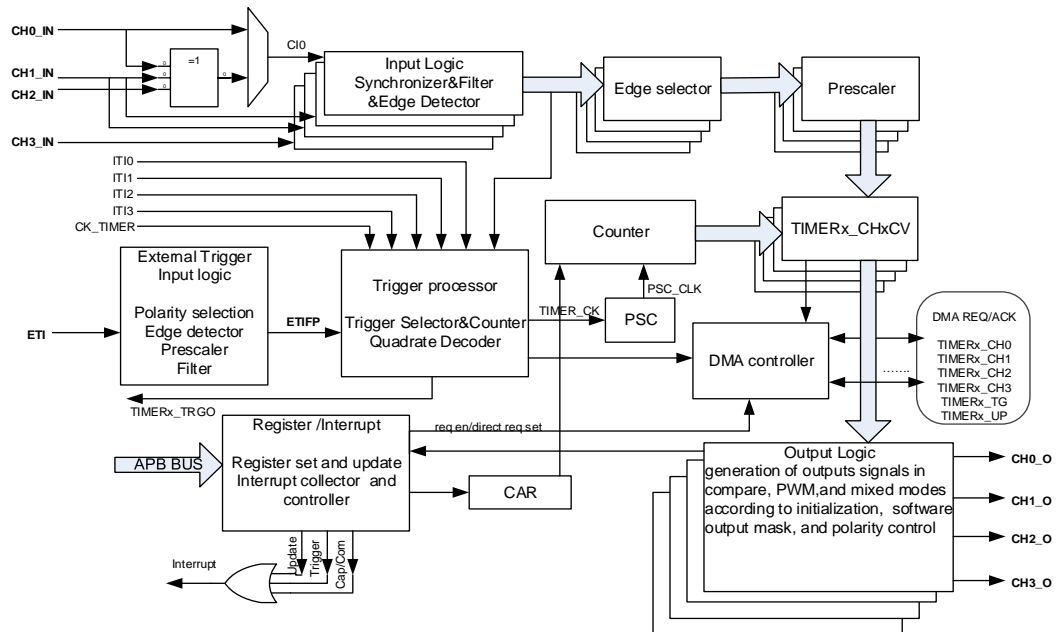 CH0_IN
CH1_IN
CH2_IN
CH3_IN
=1
CI0
Input Logic
Synchronizer&Filter
&Edge Detector
Edge selector
Prescaler
ITI0
ITI1
ITI2
ITI3
CK_TIMER
Counter
TIMERx_CHxCV
External Trigger
Input logic
Polarity selection
Edge detector
Prescaler
Filter
ETI
ETIFP
Trigger processor
Trigger Selector&Counter
Quadrate Decoder
TIMER_CK
PSC_CLK
PSC
DMA controller
DMA REQ/ACK
TIMERx_CH0
TIMERx_CH1
TIMERx_CH2
TIMERx_CH3
TIMERx_TG
TIMERx_UP
.......
TIMERx_TRGO
Register /Interrupt
Register set and update
Interrupt collector and
controller
req en/direct req set
APB BUS
CAR
Output Logic
generation of outputs signals in
compare, PWM,and mixed modes
according to initialization, software
output mask, and polarity control
CH0_O
CH1_O
CH2_O
CH3_O
Update
Trigger
Cap/Com
Interrupt